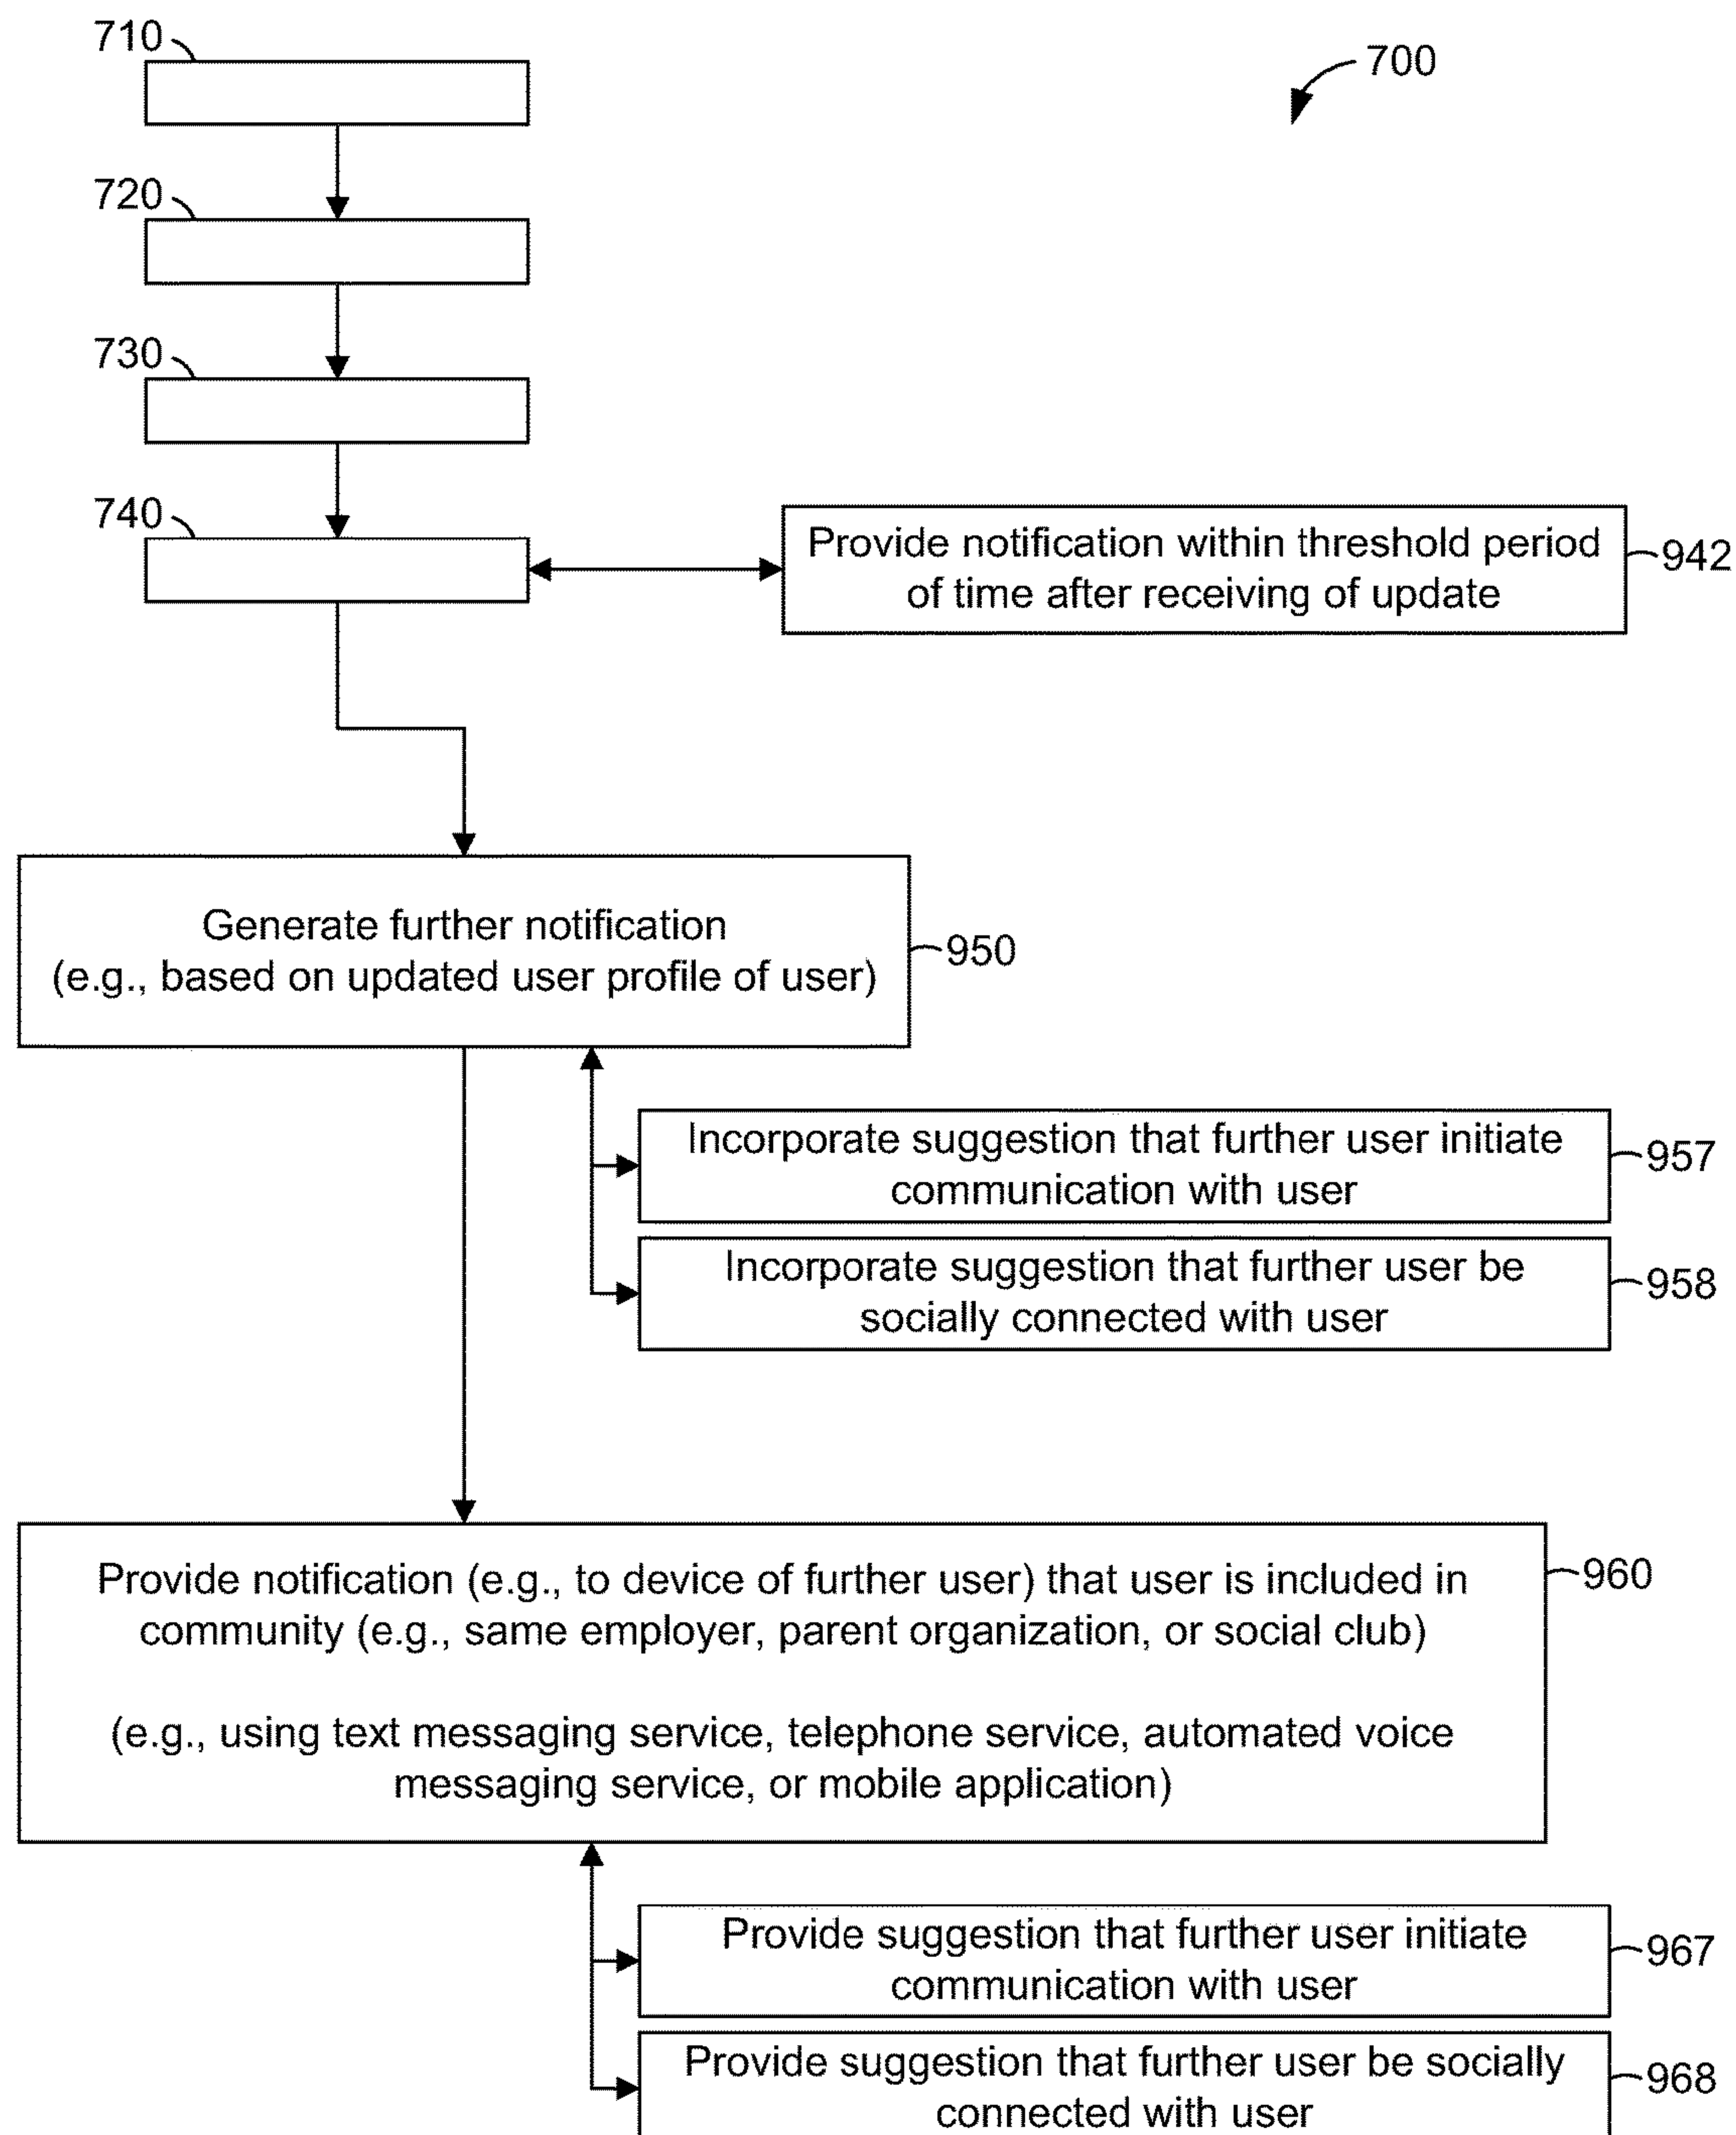 710
700
720
730
740
Provide notification within threshold period
of time after receiving of update
942
Generate further notification
(e.g., based on updated user profile of user)
950
Incorporate suggestion that further user initiate
communication with user
957
Incorporate suggestion that further user be
socially connected with user
958
Provide notification (e.g., to device of further user) that user is included in
community (e.g., same employer, parent organization, or social club)
(e.g., using text messaging service, telephone service, automated voice
messaging service, or mobile application)
960
Provide suggestion that further user initiate
communication with user
967
Provide suggestion that further user be socially
connected with user
968